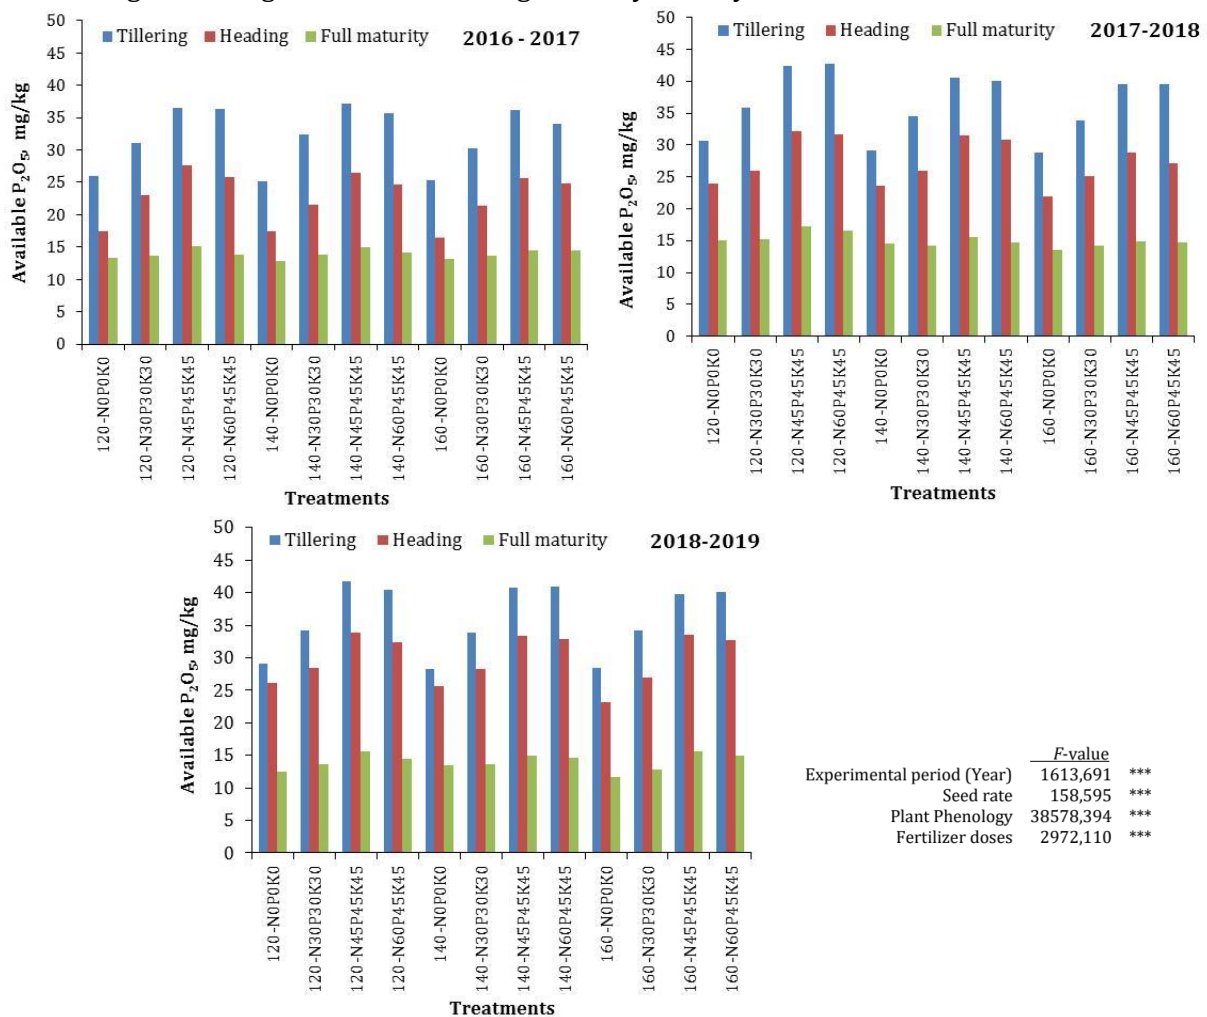 50
45
40
35
30
25
20
15
10
5
0
Available P2O5, mg/kg
Tillering Heading Full maturity 2016 - 2017
120-N0P0K0
120-N30P30K30
120-N45P45K45
120-N60P45K45
140-N0P0K0
140-N30P30K30
140-N45P45K45
140-N60P45K45
160-N0P0K0
160-N30P30K30
160-N45P45K45
160-N60P45K45
Treatments
50
45
40
35
30
25
20
15
10
5
0
Available P2O5, mg/kg
Tillering Heading Full maturity 2017-2018
120-N0P0K0
120-N30P30K30
120-N45P45K45
120-N60P45K45
140-N0P0K0
140-N30P30K30
140-N45P45K45
140-N60P45K45
160-N0P0K0
160-N30P30K30
160-N45P45K45
160-N60P45K45
Treatments
50
45
40
35
30
25
20
15
10
5
0
Available P2O5, mg/kg
Tillering Heading Full maturity 2018-2019
120-N0P0K0
120-N30P30K30
120-N45P45K45
120-N60P45K45
140-N0P0K0
140-N30P30K30
140-N45P45K45
140-N60P45K45
160-N0P0K0
160-N30P30K30
160-N45P45K45
160-N60P45K45
Treatments
F-value
Experimental period (Year) 1613,691 ***
Seed rate 158,595 ***
Plant Phenology 38578,394 ***
Fertilizer doses 2972,110 ***